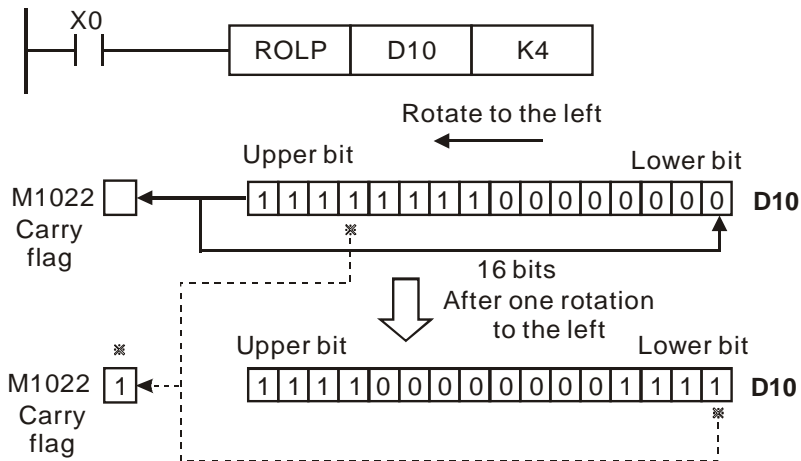 X0
ROLP D10 K4
Rotate to the left
Upper bit Lower bit
M1022 1 1 1 1 1 1 1 1 0 0 0 0 0 0 0 0 D10
Carry
flag
※
16 bits
After one rotation
to the left
※
Upper bit Lower bit
M1022 1 1 1 1 1 0 0 0 0 0 0 0 0 1 1 1 1 D10
Carry
flag
※